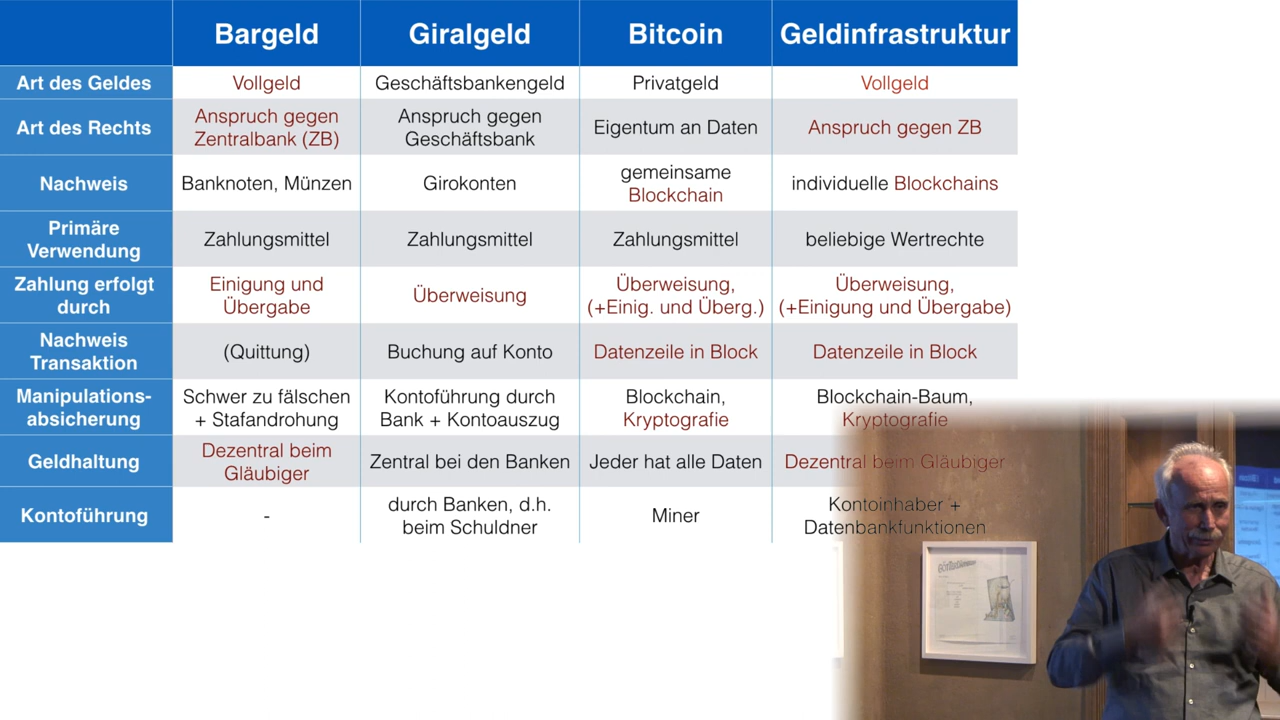 Bargeld Giralgeld Bitcoin Geldinfrastruktur
Art des Geldes Vollgeld Geschäftsbankengeld Privatgeld Vollgeld
Art des Rechts Anspruch gegen Zentralbank (ZB) Anspruch gegen Geschäftsbank Eigentum an Daten Anspruch gegen ZB
Nachweis Banknoten, Münzen Girokonten gemeinsame Blockchain individuelle Blockchains
Primäre Verwendung Zahlungsmittel Zahlungsmittel Zahlungsmittel beliebige Wertrechte
Zahlung erfolgt durch Einigung und Übergabe Überweisung Überweisung, (+Einig. und Überg.) Überweisung, (+Einigung und Übergabe)
Nachweis Transaktion (Quittung) Buchung auf Konto Datenzeile in Block Datenzeile in Block
Manipulations-absicherung Schwer zu fälschen + Stafandrohung Kontoführung durch Bank + Kontoauszug Blockchain, Kryptografie Blockchain-Baum, Kryptografie
Geldhaltung Dezentral beim Gläubiger Zentral bei den Banken Jeder hat alle Daten Dezentral beim Gläubiger
Kontoführung - durch Banken, d.h. beim Schuldner Miner Kontoinhaber + Datenbankfunktionen